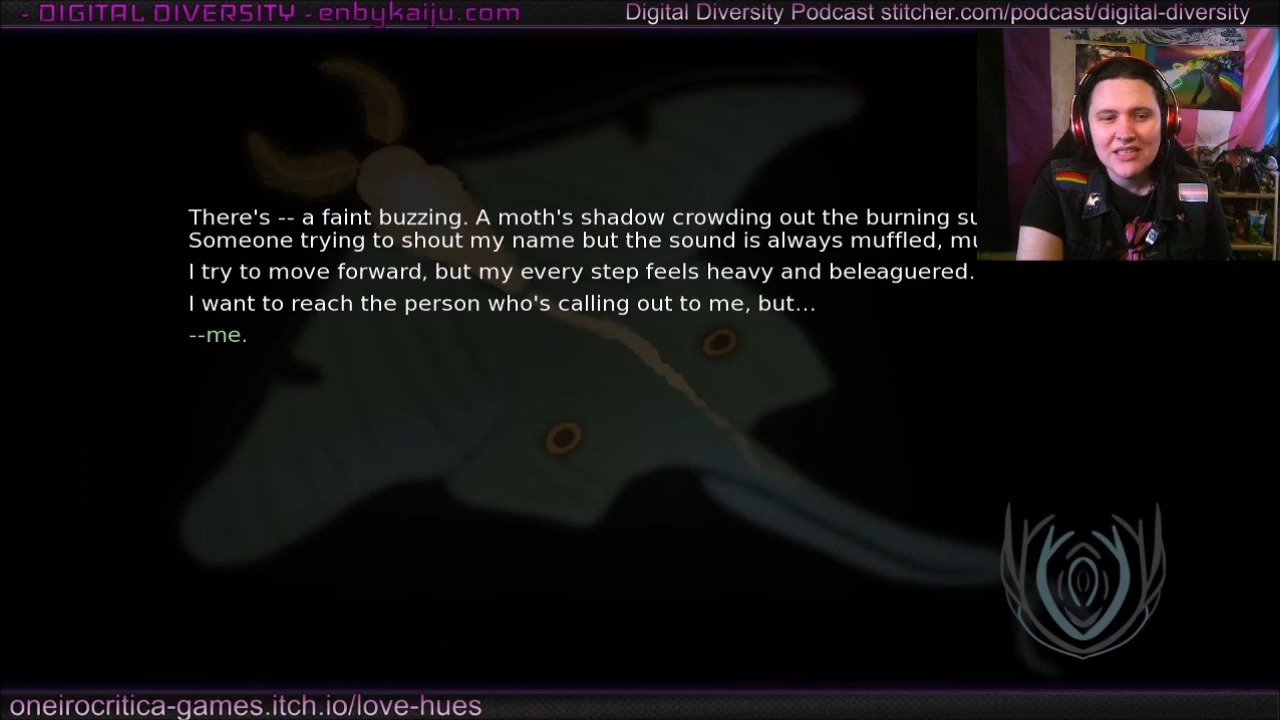 - DIGITAL DIVERSITY - enbykaiju.com
Digital Diversity Podcast stitcher.com/podcast/digital-diversity
There's -- a faint buzzing. A moth's shadow crowding out the burning
Someone trying to shout my name but the sound is always muffled,
I try to move forward, but my every step feels heavy and beleaguered.
I want to reach the person who's calling out to me, but...
--me.
oneirocritica-games.itch.io/love-hues